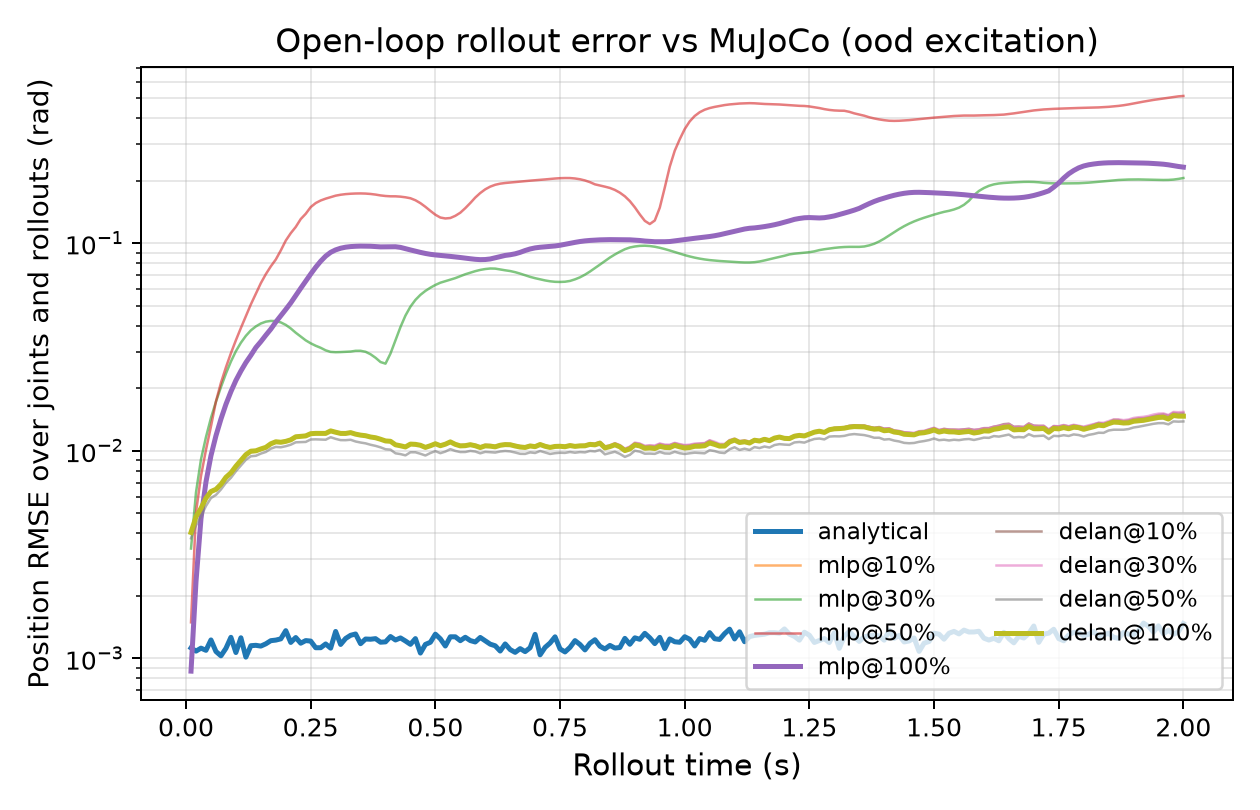 Open-loop rollout error vs MuJoCo (ood excitation)
Position RMSE over joints and rollouts (rad)
10⁻¹
10⁻²
10⁻³
analytical
mlp@10%
mlp@30%
mlp@50%
mlp@100%
delan@10%
delan@30%
delan@50%
delan@100%
0.00 0.25 0.50 0.75 1.00 1.25 1.50 1.75 2.00
Rollout time (s)